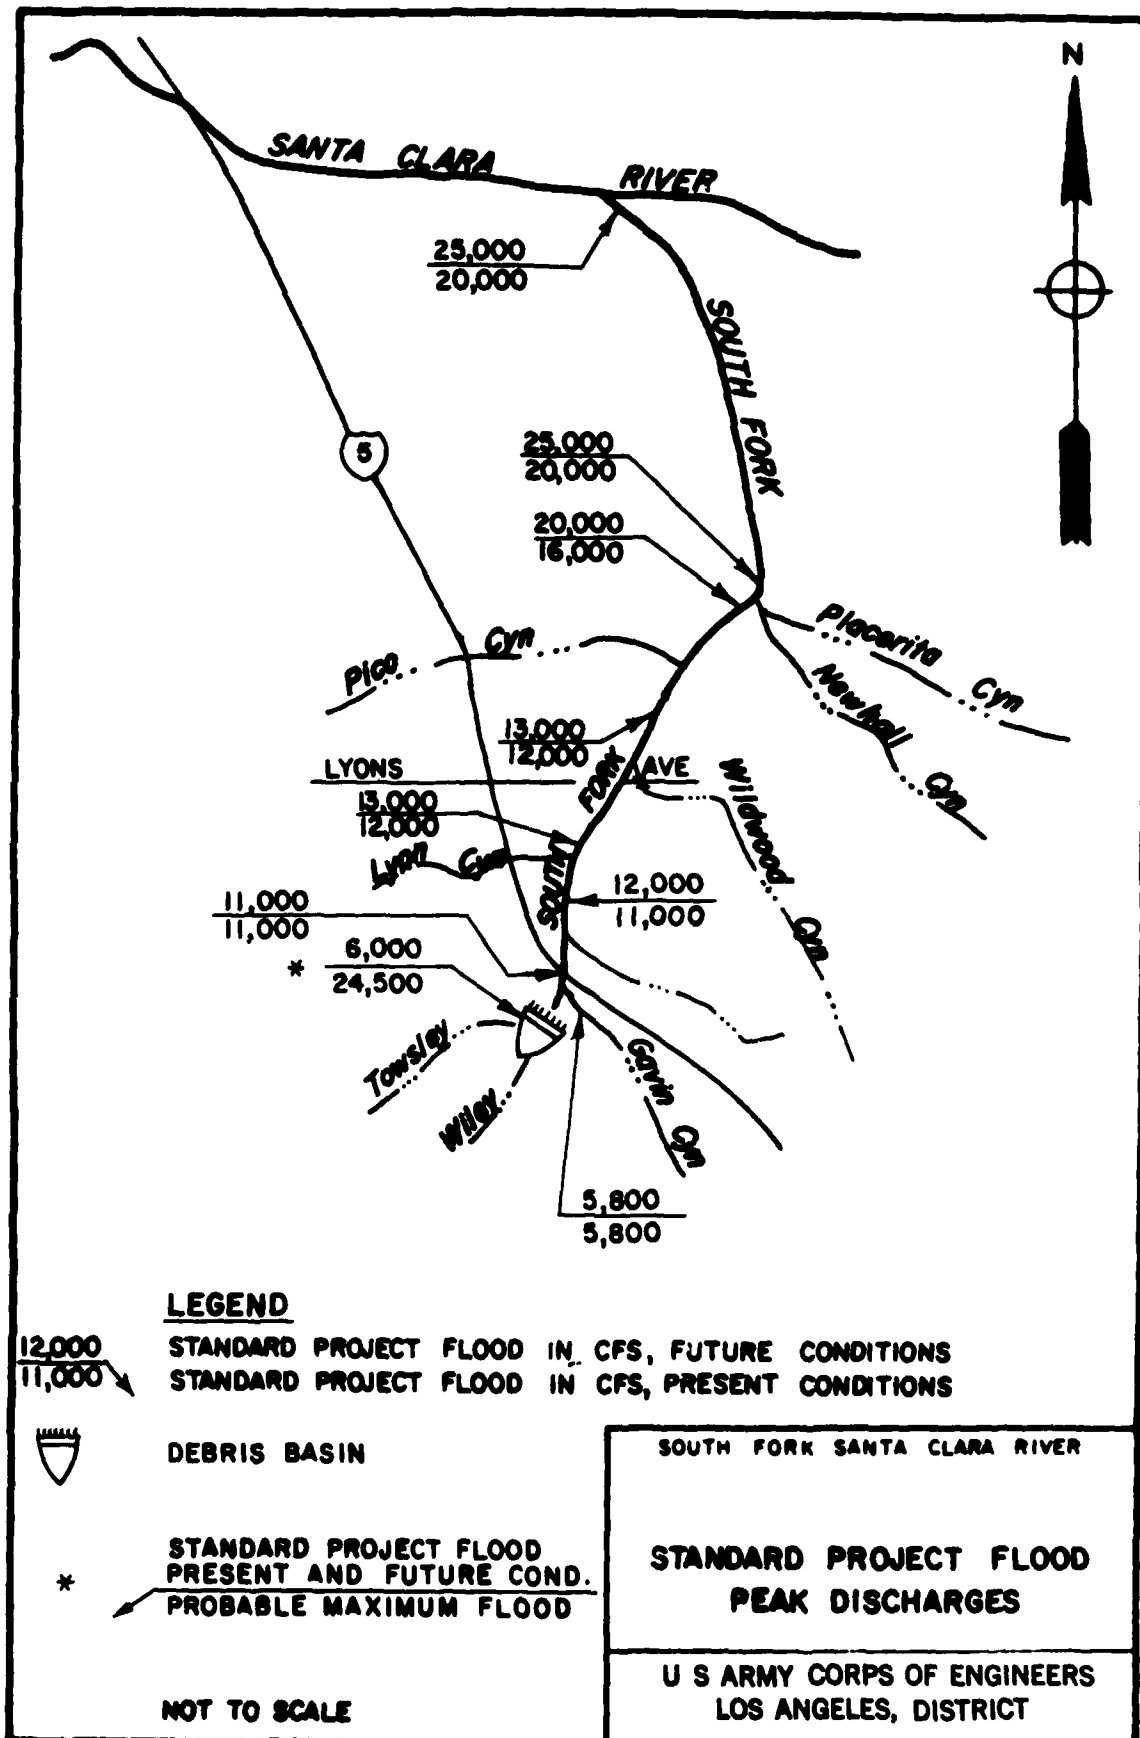 N
SANTA CLARA RIVER
25,000
20,000
SOUTH FORK
5
25,000
20,000
20,000
16,000
Pico Cyn
Placerita Cyn
Newhall Cyn
13,000
12,000
LYONS AVE
SOUTH FORK
Wildwood Cyn
13,000
12,000
Lyon Cyn
12,000
11,000
11,000
11,000
* 6,000
24,500
Towsley
Wiley
Gavin Cyn
5,800
5,800
LEGEND
12,000 STANDARD PROJECT FLOOD IN CFS, FUTURE CONDITIONS
11,000 STANDARD PROJECT FLOOD IN CFS, PRESENT CONDITIONS
DEBRIS BASIN
STANDARD PROJECT FLOOD
* PRESENT AND FUTURE COND.
PROBABLE MAXIMUM FLOOD
NOT TO SCALE
SOUTH FORK SANTA CLARA RIVER
STANDARD PROJECT FLOOD
PEAK DISCHARGES
U S ARMY CORPS OF ENGINEERS
LOS ANGELES, DISTRICT